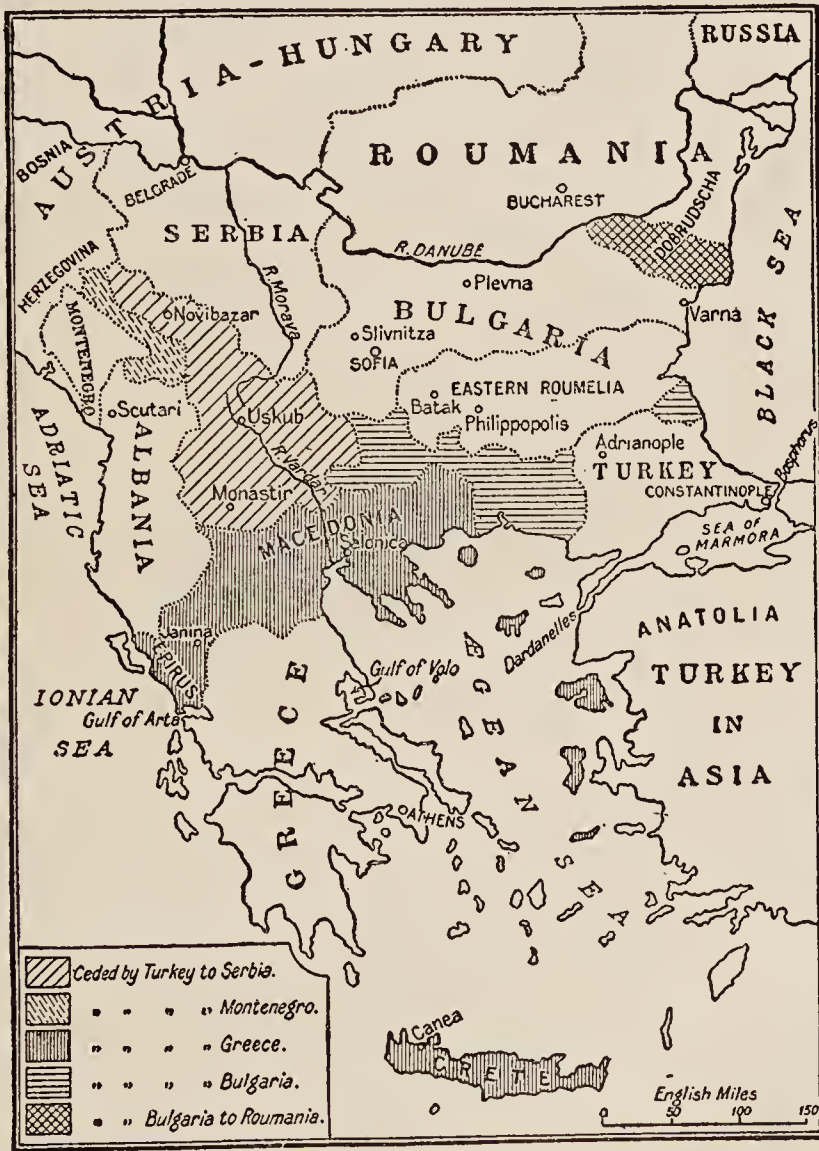 AUSTRIA-HUNGARY
RUSSIA
BOSNIA
ROUMANIA
BELGRADE
BUCHAREST
DOBRUDSCHA
SERBIA
R. DANUBE
HERZEGOVINA
R. Morava
Plevna
BLACK SEA
Novibazar
BULGARIA
Varna
MONTENEGRO
Slivnitza
SOFIA
EASTERN ROUMELIA
Scutari
Batak
Philippopolis
Uskub
ADRIATIC
SEA
ALBANIA
R. Vardar
Adrianople
Bosphorus
TURKEY
Monastir
CONSTANTINOPLE
MACEDONIA
SEA OF
MARMORA
Salonica
Janina
Dardanelles
ANATOLIA
EPIRUS
Gulf of Volo
TURKEY
IN
ASIA
IONIAN
SEA
Gulf of Arta
GREECE
ÆGEAN SEA
ATHENS
Ceded by Turkey to Serbia.
" " " " Montenegro.
" " " " Greece.
" " " " Bulgaria.
" " Bulgaria to Roumania.
Canea
CRETE
English Miles
0 50 100 150